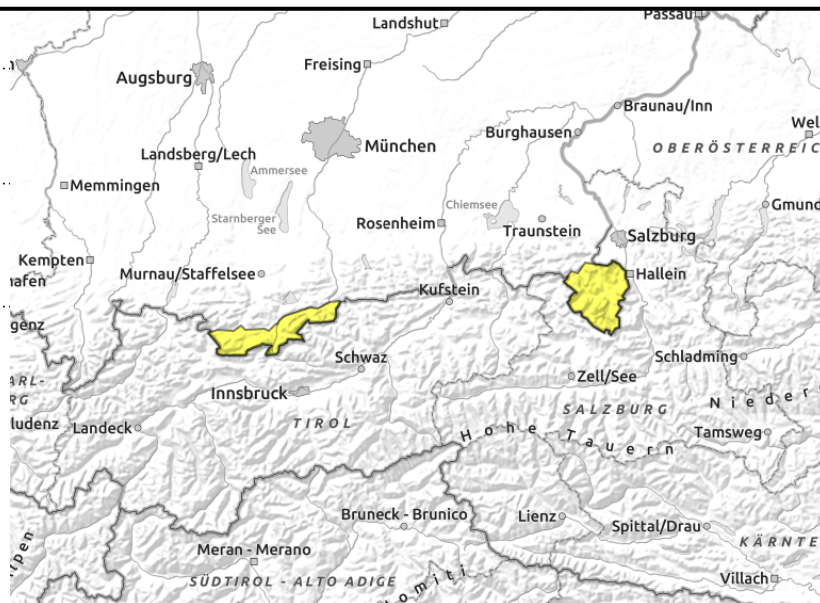 Passau
Landshut
Freising
Augsburg
Braunau/Inn
Burghausen
München
OBERÖSTERREIC
Landsberg/Lech
Ammersee
Memmingen
Starnberger
See
Chiemsee
Rosenheim
Traunstein
Gmund
Salzburg
Kempten
Murnau/Staffelsee
Hallein
Kufstein
Schwaz
Schladming
Zell/See
Innsbruck
SALZBURG
Nieder
TIROL
Landeck
Hohe Tauern
Tamsweg
Bruneck - Brunico
Lienz
Spittal/Drau
KÄRNTE
Meran - Merano
SÜDTIROL - ALTO ADIGE
Villach